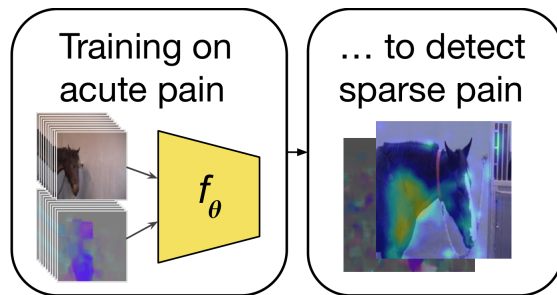 Training on
acute pain
fθ
... to detect
sparse pain